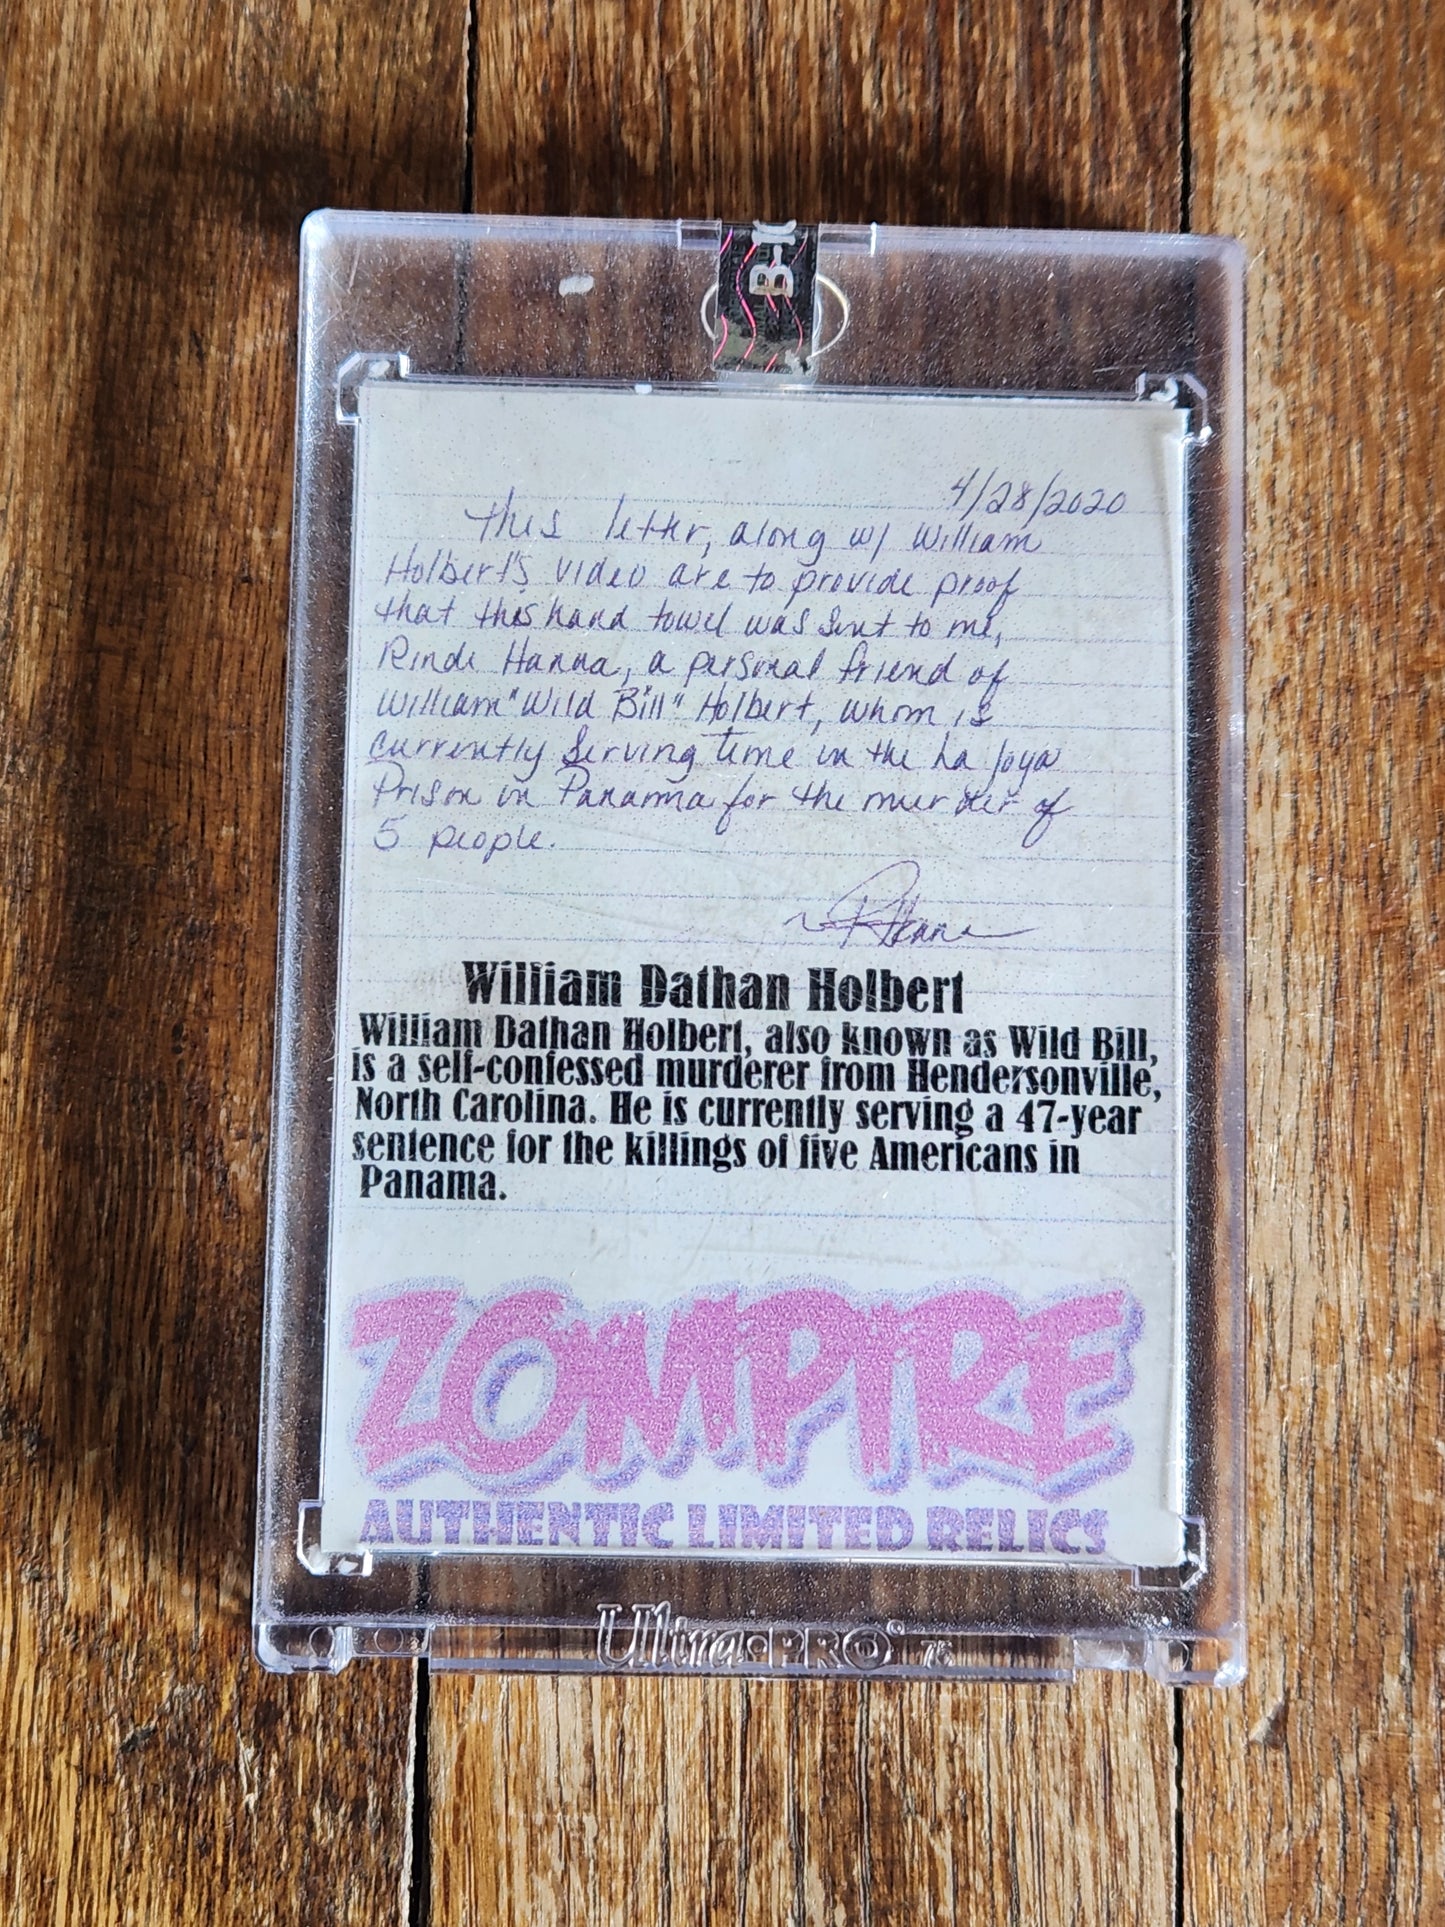 B-
4/28/2020
This letter, along w/ William
Holbert's video are to provide proof
that this hand towel was sent to me,
Rindi Hanna, a personal friend of
William "Wild Bill" Holbert, whom is
currently serving time in the La Joya
Prison in Panama for the murder of
5 people.
RHanna
William Dathan Holbert
William Dathan Holbert, also known as Wild Bill,
is a self-confessed murderer from Hendersonville,
North Carolina. He is currently serving a 47-year
sentence for the killings of five Americans in
Panama.
ZOMPIRE
AUTHENTIC LIMITED RELICS
Ultra·PRO® 75